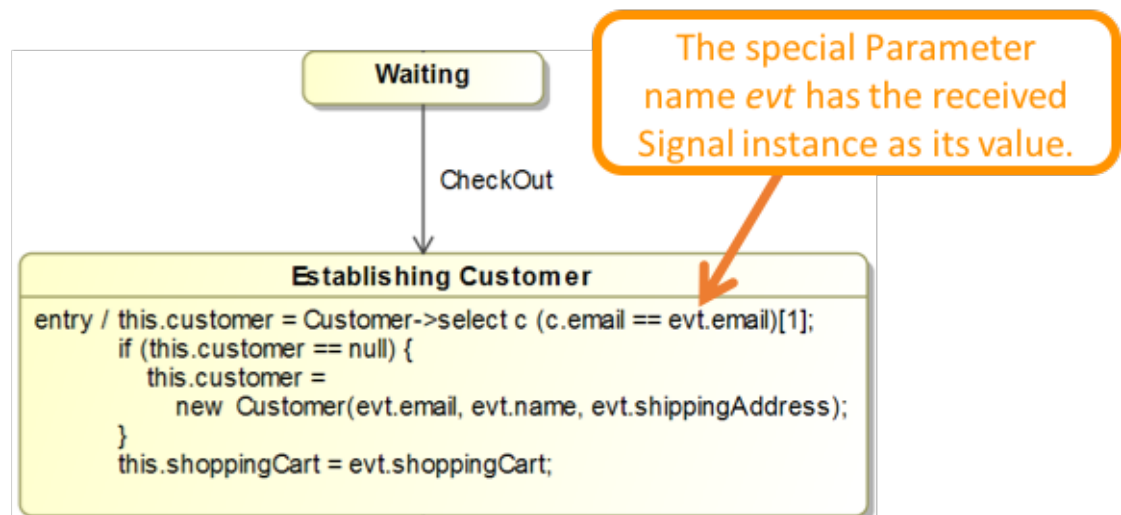 The special Parameter
name evt has the received
Signal instance as its value.
Waiting
CheckOut
Establishing Customer
entry / this.customer = Customer->select c (c.email == evt.email)[1];
if (this.customer == null) {
this.customer =
new Customer(evt.email, evt.name, evt.shippingAddress);
}
this.shoppingCart = evt.shoppingCart;